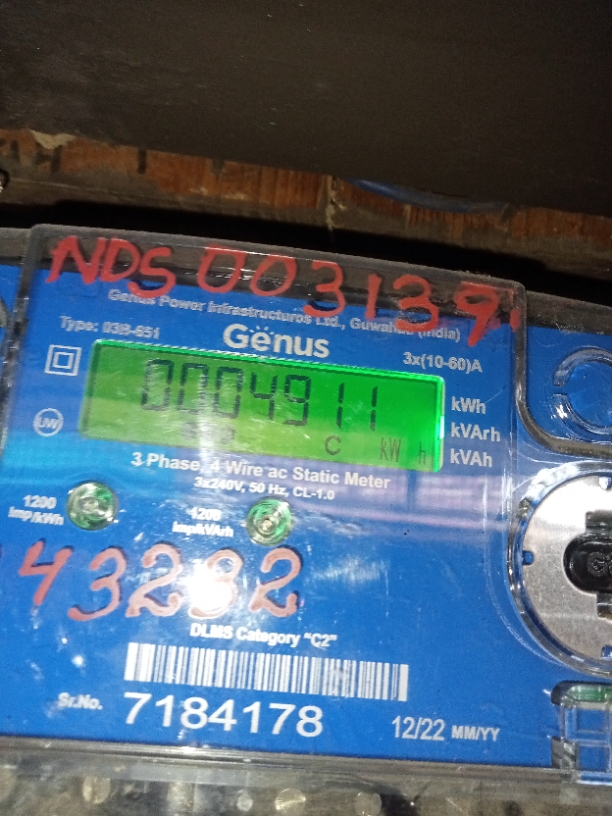 NDS 0031391
Genus Power Infrastructures Ltd., Guwahati (India)
Type: 03B-651
Genus
3x(10-60)A
0004911
kWh
kVArh
kVAh
C kW h
UW
3 Phase, 4 Wire ac Static Meter
3x240V, 50 Hz, CL-1.0
1200
Imp/kWh
1200
Imp/kVArh
43232
DLMS Category "C2"
Sr.No. 7184178
12/22 MM/YY